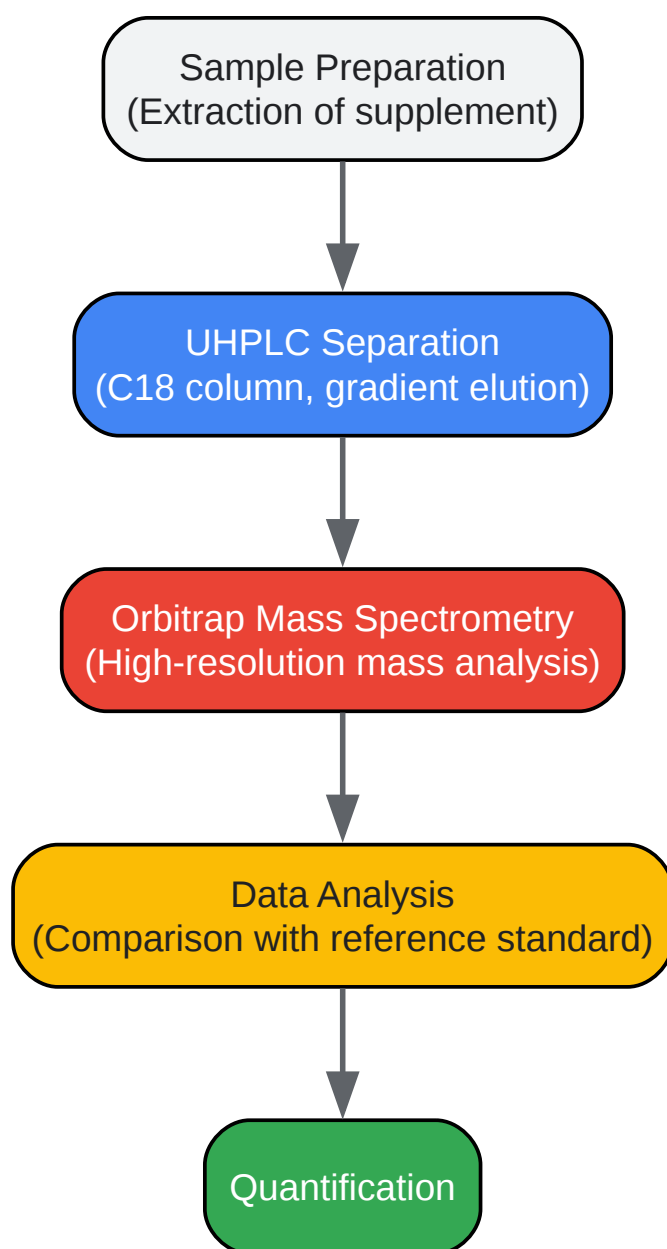 Sample Preparation
(Extraction of supplement)
UHPLC Separation
(C18 column, gradient elution)
Orbitrap Mass Spectrometry
(High-resolution mass analysis)
Data Analysis
(Comparison with reference standard)
Quantification